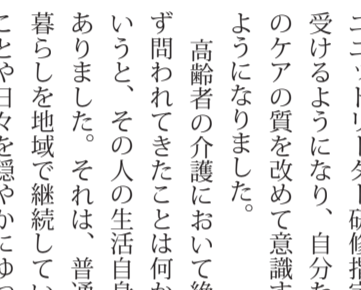 ユニットリーダー研修指定
受けるようになり、自分た
のケアの質を改めて意識す
ようになりました。
高齢者の介護において絶
ず問われてきたことは何か
いうと、その人の生活自身
ありました。それは、普通
暮らしを地域で継続してい
ことや日々を穏やかにゆっ